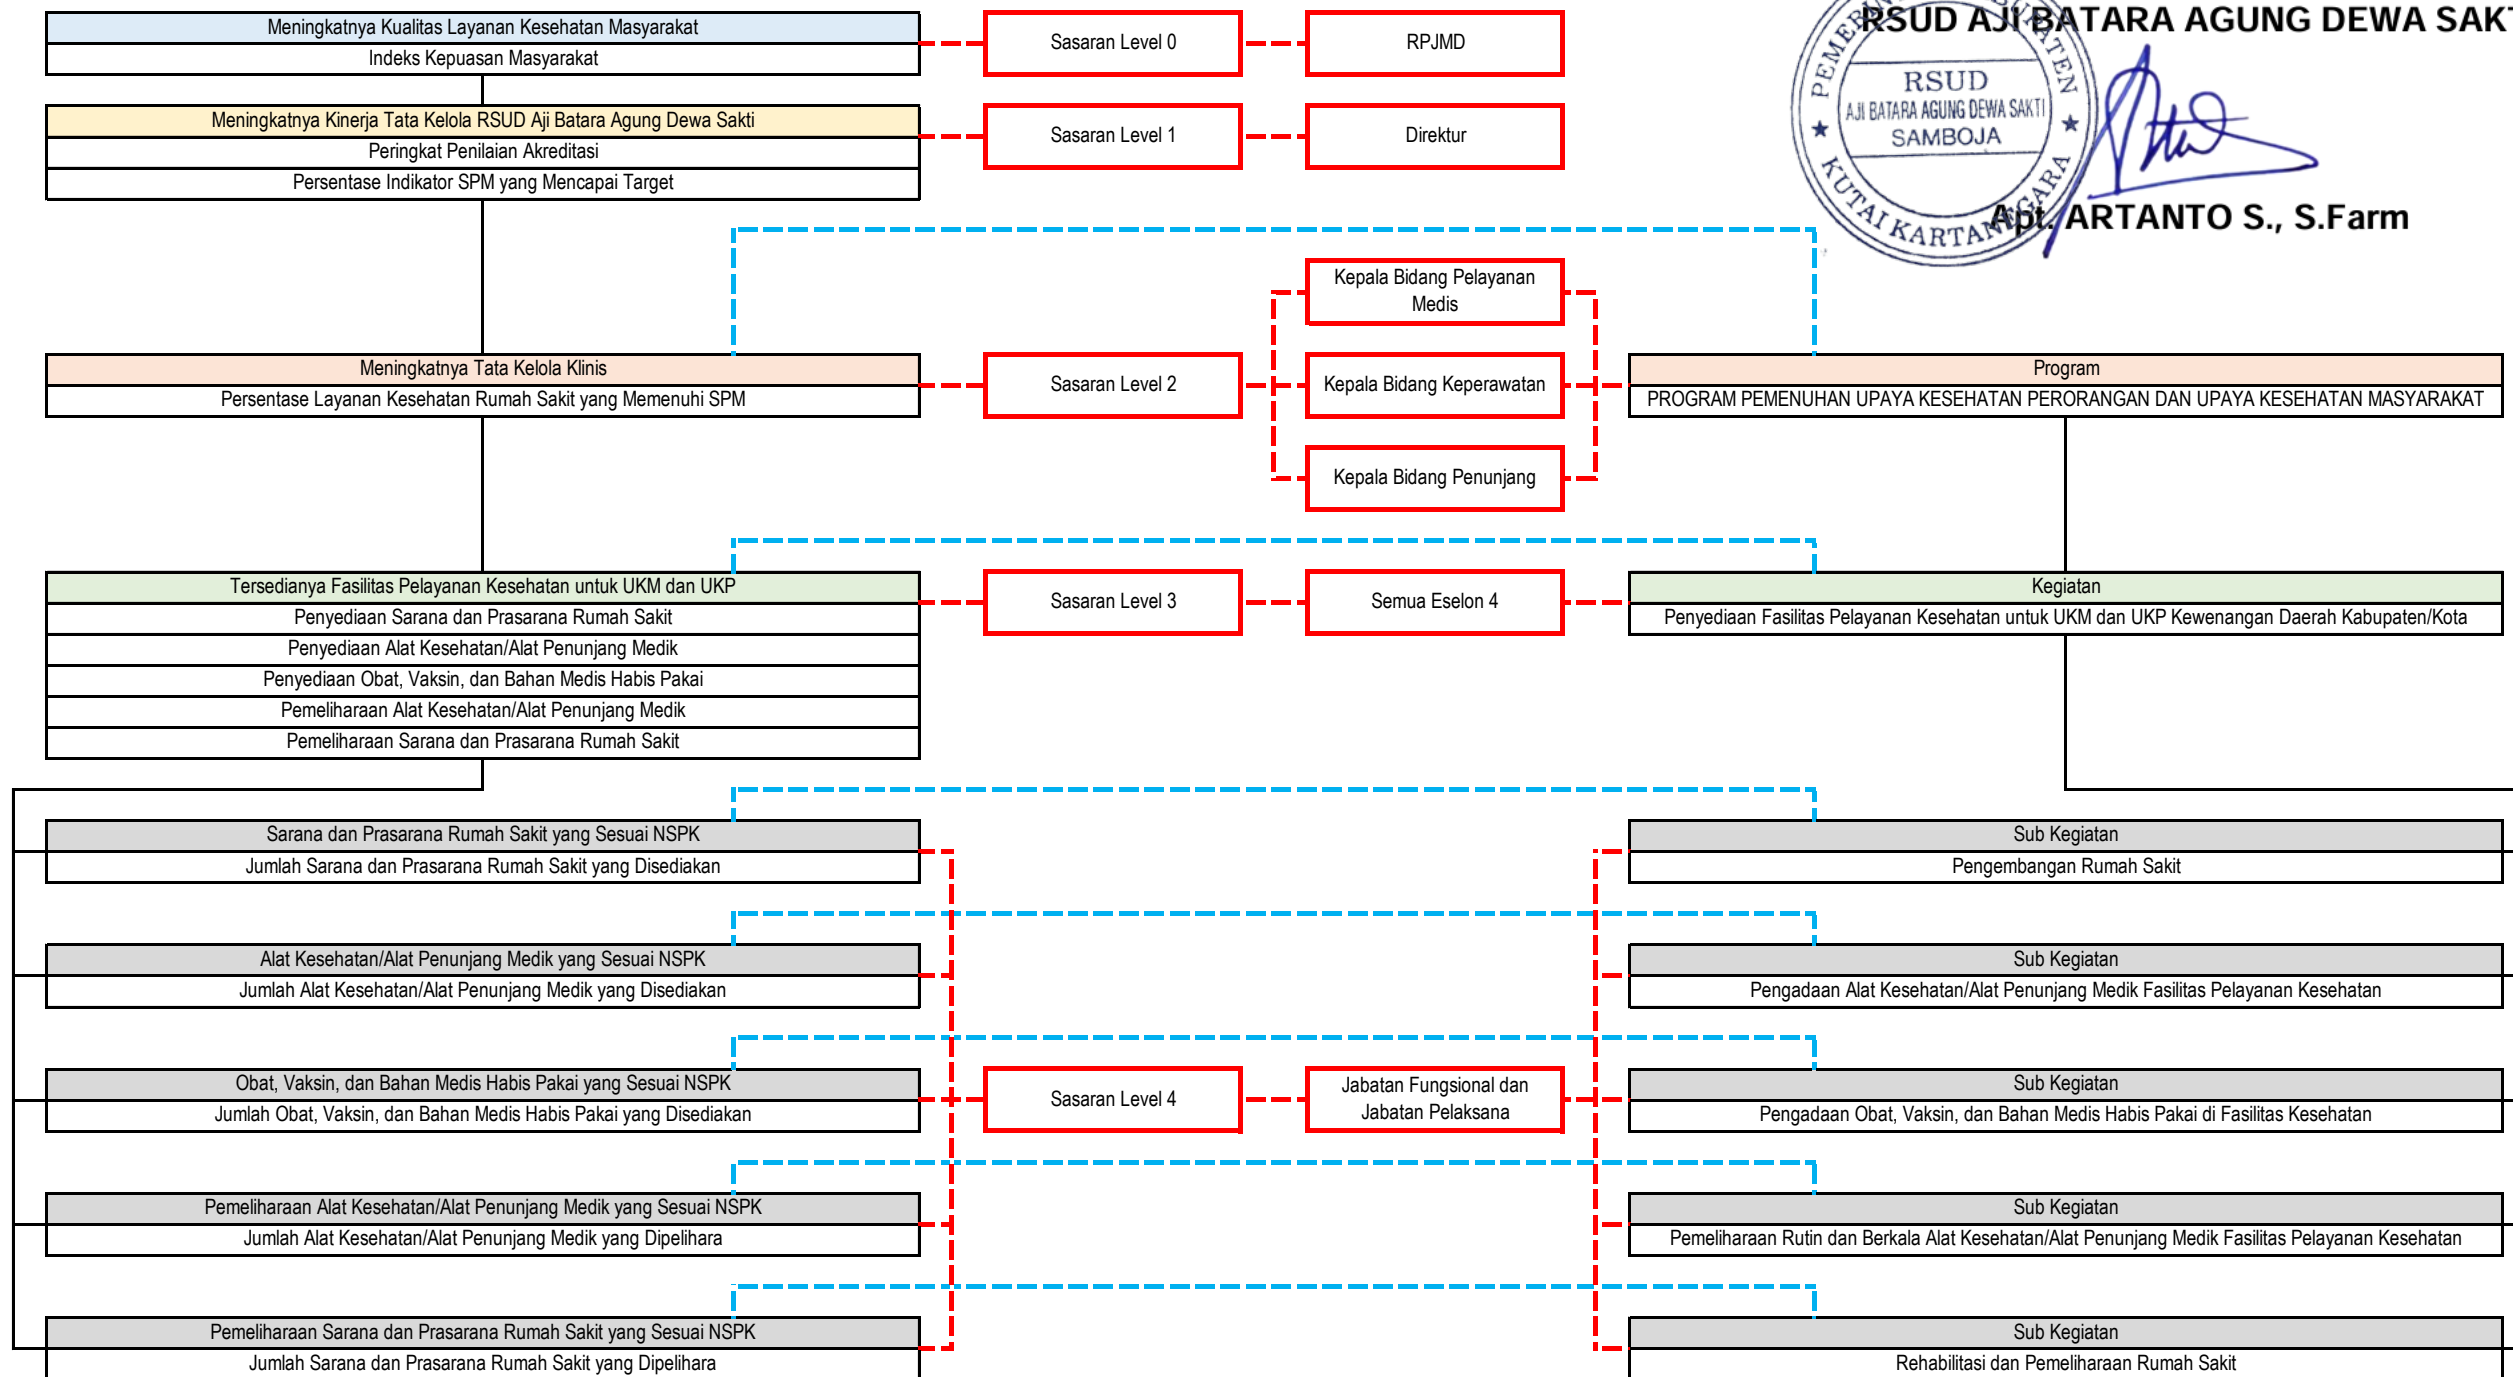 RSUD AJI BATARA AGUNG DEWA SAKT
PEMERIN
BUPATEN
RSUD
AJI BATARA AGUNG DEWA SAKTI
SAMBOJA
KUTAI KARTANEGARA
Apt. ARTANTO S., S.Farm
Meningkatnya Kualitas Layanan Kesehatan Masyarakat
Indeks Kepuasan Masyarakat
Sasaran Level 0
RPJMD
Meningkatnya Kinerja Tata Kelola RSUD Aji Batara Agung Dewa Sakti
Peringkat Penilaian Akreditasi
Persentase Indikator SPM yang Mencapai Target
Sasaran Level 1
Direktur
Meningkatnya Tata Kelola Klinis
Persentase Layanan Kesehatan Rumah Sakit yang Memenuhi SPM
Sasaran Level 2
Kepala Bidang Pelayanan
Medis
Kepala Bidang Keperawatan
Kepala Bidang Penunjang
Program
PROGRAM PEMENUHAN UPAYA KESEHATAN PERORANGAN DAN UPAYA KESEHATAN MASYARAKAT
Tersedianya Fasilitas Pelayanan Kesehatan untuk UKM dan UKP
Penyediaan Sarana dan Prasarana Rumah Sakit
Penyediaan Alat Kesehatan/Alat Penunjang Medik
Penyediaan Obat, Vaksin, dan Bahan Medis Habis Pakai
Pemeliharaan Alat Kesehatan/Alat Penunjang Medik
Pemeliharaan Sarana dan Prasarana Rumah Sakit
Sasaran Level 3
Semua Eselon 4
Kegiatan
Penyediaan Fasilitas Pelayanan Kesehatan untuk UKM dan UKP Kewenangan Daerah Kabupaten/Kota
Sarana dan Prasarana Rumah Sakit yang Sesuai NSPK
Jumlah Sarana dan Prasarana Rumah Sakit yang Disediakan
Sub Kegiatan
Pengembangan Rumah Sakit
Alat Kesehatan/Alat Penunjang Medik yang Sesuai NSPK
Jumlah Alat Kesehatan/Alat Penunjang Medik yang Disediakan
Sub Kegiatan
Pengadaan Alat Kesehatan/Alat Penunjang Medik Fasilitas Pelayanan Kesehatan
Obat, Vaksin, dan Bahan Medis Habis Pakai yang Sesuai NSPK
Jumlah Obat, Vaksin, dan Bahan Medis Habis Pakai yang Disediakan
Sasaran Level 4
Jabatan Fungsional dan
Jabatan Pelaksana
Sub Kegiatan
Pengadaan Obat, Vaksin, dan Bahan Medis Habis Pakai di Fasilitas Kesehatan
Pemeliharaan Alat Kesehatan/Alat Penunjang Medik yang Sesuai NSPK
Jumlah Alat Kesehatan/Alat Penunjang Medik yang Dipelihara
Sub Kegiatan
Pemeliharaan Rutin dan Berkala Alat Kesehatan/Alat Penunjang Medik Fasilitas Pelayanan Kesehatan
Pemeliharaan Sarana dan Prasarana Rumah Sakit yang Sesuai NSPK
Jumlah Sarana dan Prasarana Rumah Sakit yang Dipelihara
Sub Kegiatan
Rehabilitasi dan Pemeliharaan Rumah Sakit